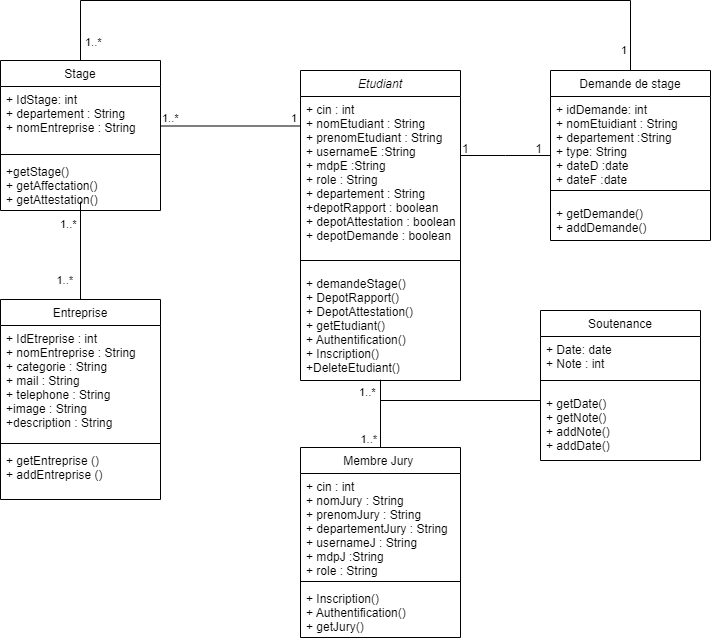 1..*
1
Stage
+ IdStage: int
+ departement : String
+ nomEntreprise : String
+getStage()
+ getAffectation()
+ getAttestation()
1..*
1
Etudiant
+ cin : int
+ nomEtudiant : String
+ prenomEtudiant : String
+ usernameE :String
+ mdpE :String
+ role : String
+ departement : String
+depotRapport : boolean
+ depotAttestation : boolean
+ depotDemande : boolean
+ demandeStage()
+ DepotRapport()
+ DepotAttestation()
+ getEtudiant()
+ Authentification()
+ Inscription()
+DeleteEtudiant()
1
1
Demande de stage
+ idDemande: int
+ nomEtuidiant : String
+ departement :String
+ type: String
+ dateD :date
+ dateF :date
+ getDemande()
+ addDemande()
1..*
1..*
Entreprise
+ IdEtreprise : int
+ nomEntreprise : String
+ categorie : String
+ mail : String
+ telephone : String
+image : String
+description : String
+ getEntreprise ()
+ addEntreprise ()
Soutenance
+ Date: date
+ Note : int
+ getDate()
+ getNote()
+ addNote()
+ addDate()
1..*
1..*
Membre Jury
+ cin : int
+ nomJury : String
+ prenomJury : String
+ departementJury : String
+ usernameJ : String
+ mdpJ :String
+ role : String
+ Inscription()
+ Authentification()
+ getJury()